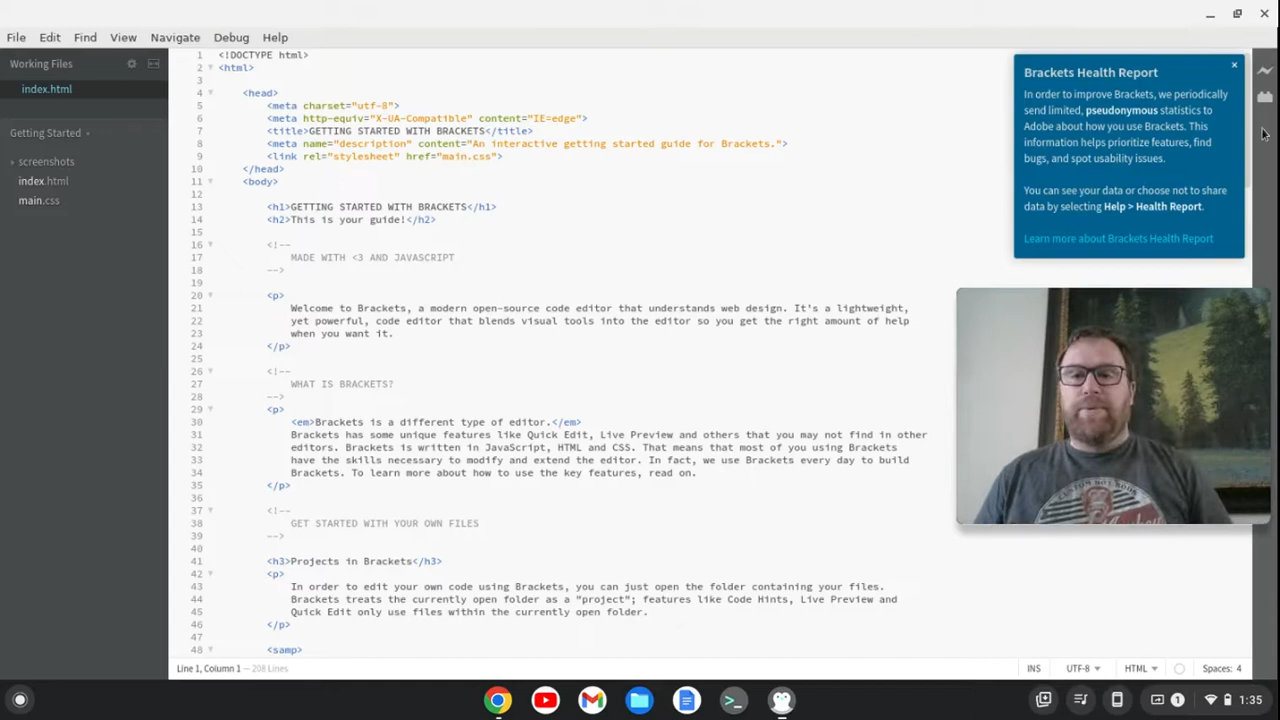 File Edit Find View Navigate Debug Help
Working Files
index.html
Getting Started
screenshots
index.html
main.css
1 <!DOCTYPE html>
2 <html>
3
4 <head>
5 <meta charset="utf-8">
6 <meta http-equiv="X-UA-Compatible" content="IE=edge">
7 <title>GETTING STARTED WITH BRACKETS</title>
8 <meta name="description" content="An interactive getting started guide for Brackets.">
9 <link rel="stylesheet" href="main.css">
10 </head>
11 <body>
12
13 <h1>GETTING STARTED WITH BRACKETS</h1>
14 <h2>This is your guide!</h2>
15
16 <!--
17 MADE WITH <3 AND JAVASCRIPT
18 -->
19
20 <p>
21 Welcome to Brackets, a modern open-source code editor that understands web design. It's a lightweight,
22 yet powerful, code editor that blends visual tools into the editor so you get the right amount of help
23 when you want it.
24 </p>
25
26 <!--
27 WHAT IS BRACKETS?
28 -->
29 <p>
30 <em>Brackets is a different type of editor.</em>
31 Brackets has some unique features like Quick Edit, Live Preview and others that you may not find in other
32 editors. Brackets is written in JavaScript, HTML and CSS. That means that most of you using Brackets
33 have the skills necessary to modify and extend the editor. In fact, we use Brackets every day to build
34 Brackets. To learn more about how to use the key features, read on.
35 </p>
36
37 <!--
38 GET STARTED WITH YOUR OWN FILES
39 -->
40
41 <h3>Projects in Brackets</h3>
42 <p>
43 In order to edit your own code using Brackets, you can just open the folder containing your files.
44 Brackets treats the currently open folder as a "project"; features like Code Hints, Live Preview and
45 Quick Edit only use files within the currently open folder.
46 </p>
47
48 <samp>
Brackets Health Report
In order to improve Brackets, we periodically
send limited, pseudonymous statistics to
Adobe about how you use Brackets. This
information helps prioritize features, find
bugs, and spot usability issues.
You can see your data or choose not to share
data by selecting Help > Health Report.
Learn more about Brackets Health Report
CUSTOM HOT RODS
Line 1, Column 1 — 208 Lines
INS UTF-8 HTML Spaces: 4
1 1:35